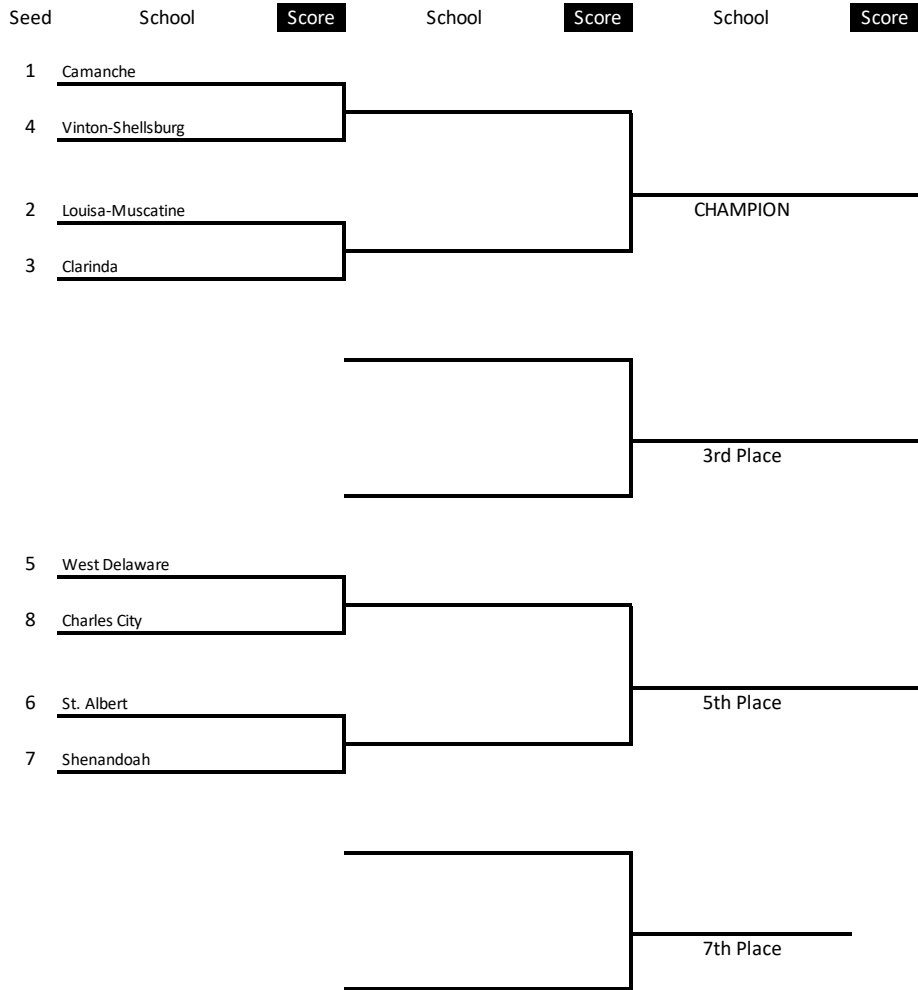 Seed School Score School Score School Score
1 Camanche
4 Vinton-Shellsburg
2 Louisa-Muscatine
CHAMPION
3 Clarinda
3rd Place
5 West Delaware
8 Charles City
6 St. Albert
5th Place
7 Shenandoah
7th Place